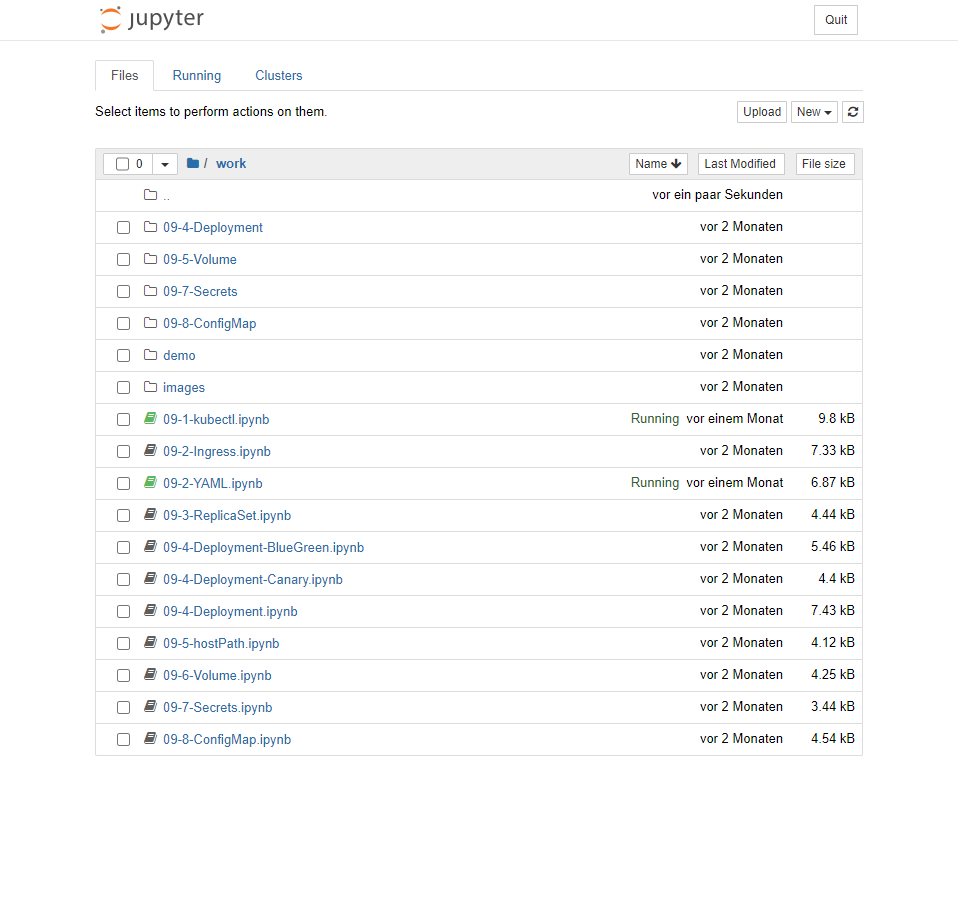 jupyter Quit
Files Running Clusters
Select items to perform actions on them. Upload New
0 / work Name Last Modified File size
.. vor ein paar Sekunden
09-4-Deployment vor 2 Monaten
09-5-Volume vor 2 Monaten
09-7-Secrets vor 2 Monaten
09-8-ConfigMap vor 2 Monaten
demo vor 2 Monaten
images vor 2 Monaten
09-1-kubectl.ipynb Running vor einem Monat 9.8 kB
09-2-Ingress.ipynb vor 2 Monaten 7.33 kB
09-2-YAML.ipynb Running vor einem Monat 6.87 kB
09-3-ReplicaSet.ipynb vor 2 Monaten 4.44 kB
09-4-Deployment-BlueGreen.ipynb vor 2 Monaten 5.46 kB
09-4-Deployment-Canary.ipynb vor 2 Monaten 4.4 kB
09-4-Deployment.ipynb vor 2 Monaten 7.43 kB
09-5-hostPath.ipynb vor 2 Monaten 4.12 kB
09-6-Volume.ipynb vor 2 Monaten 4.25 kB
09-7-Secrets.ipynb vor 2 Monaten 3.44 kB
09-8-ConfigMap.ipynb vor 2 Monaten 4.54 kB